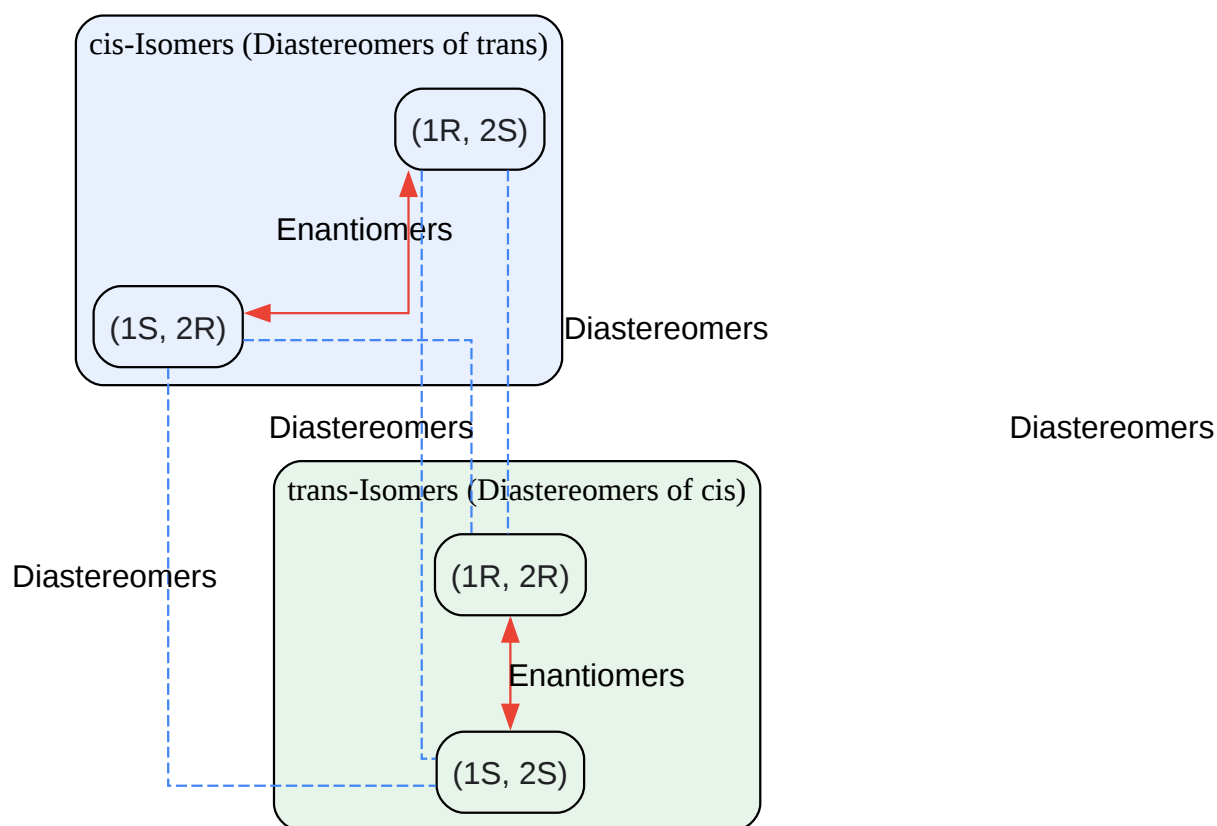 cis-Isomers (Diastereomers of trans)
(1R, 2S)
Enantiomers
(1S, 2R)
Diastereomers
Diastereomers
Diastereomers
trans-Isomers (Diastereomers of cis)
(1R, 2R)
Diastereomers
Enantiomers
(1S, 2S)